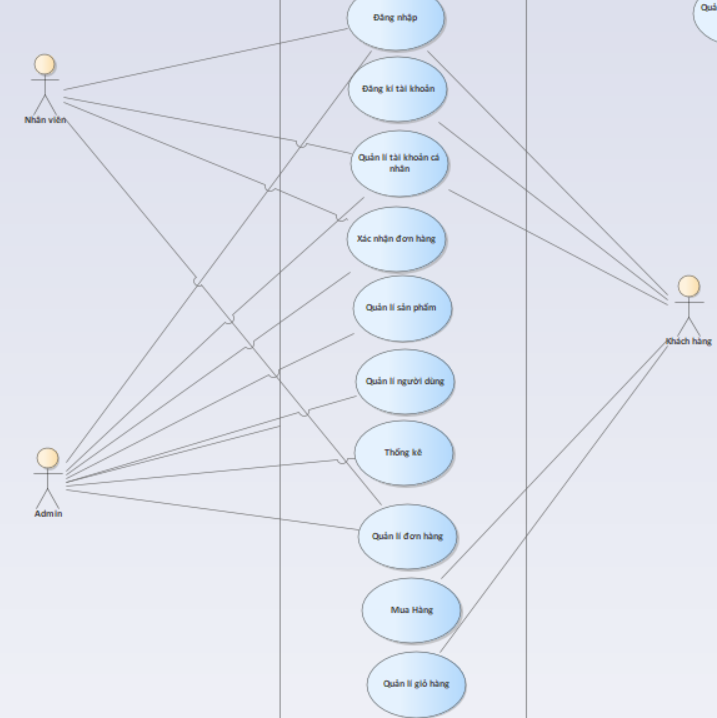 Đăng nhập
Quả
Đăng kí tài khoản
Nhân viên
Quản lí tài khoản cá
nhân
Xác nhận đơn hàng
Quản lí sản phẩm
Khách hàng
Quản lí người dùng
Thống kê
Admin
Quản lí đơn hàng
Mua Hàng
Quản lí giỏ hàng